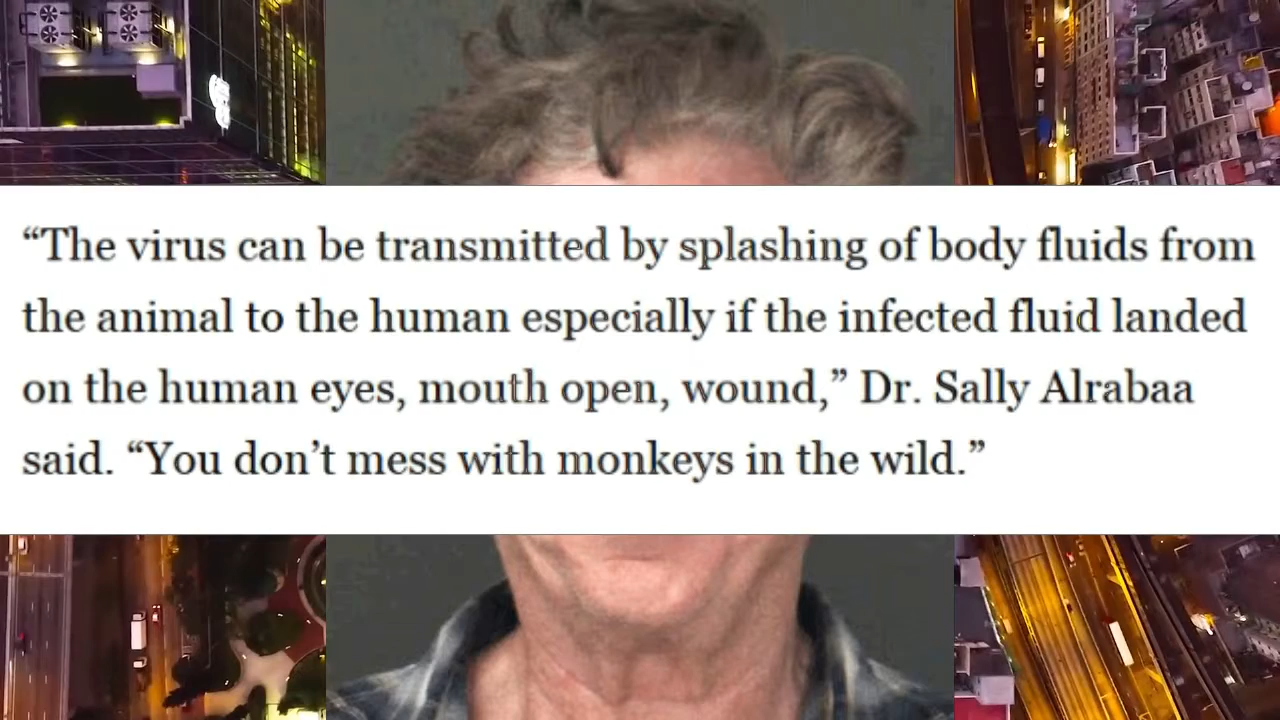 “The virus can be transmitted by splashing of body fluids from
the animal to the human especially if the infected fluid landed
on the human eyes, mouth open, wound,” Dr. Sally Alrabaa
said. “You don’t mess with monkeys in the wild.”